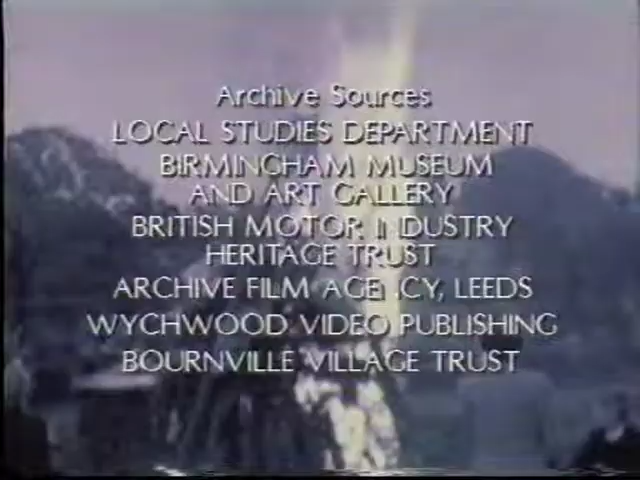 Archive Sources
LOCAL STUDIES DEPARTMENT
BIRMINGHAM MUSEUM
AND ART GALLERY
BRITISH MOTOR INDUSTRY
HERITAGE TRUST
ARCHIVE FILM AGENCY, LEEDS
WYCHWOOD VIDEO PUBLISHING
BOURNVILLE VILLAGE TRUST